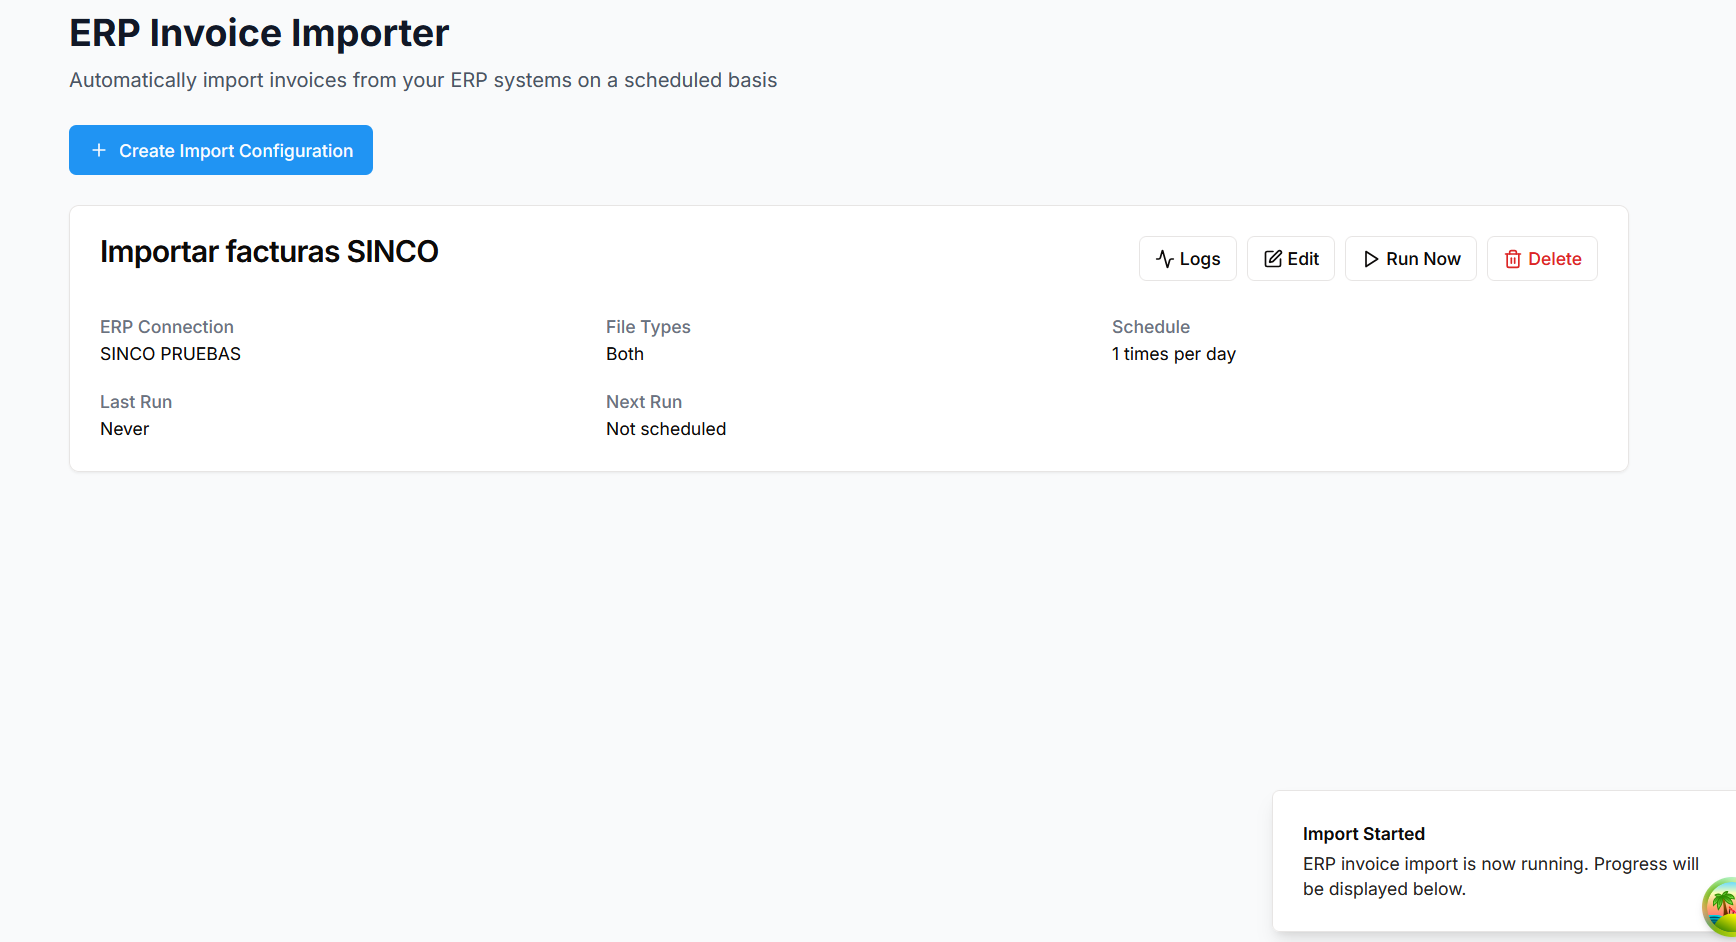 ERP Invoice Importer
Automatically import invoices from your ERP systems on a scheduled basis
Create Import Configuration
Importar facturas SINCO
Logs
Edit
Run Now
Delete
ERP Connection
SINCO PRUEBAS
File Types
Both
Schedule
1 times per day
Last Run
Never
Next Run
Not scheduled
Import Started
ERP invoice import is now running. Progress will
be displayed below.